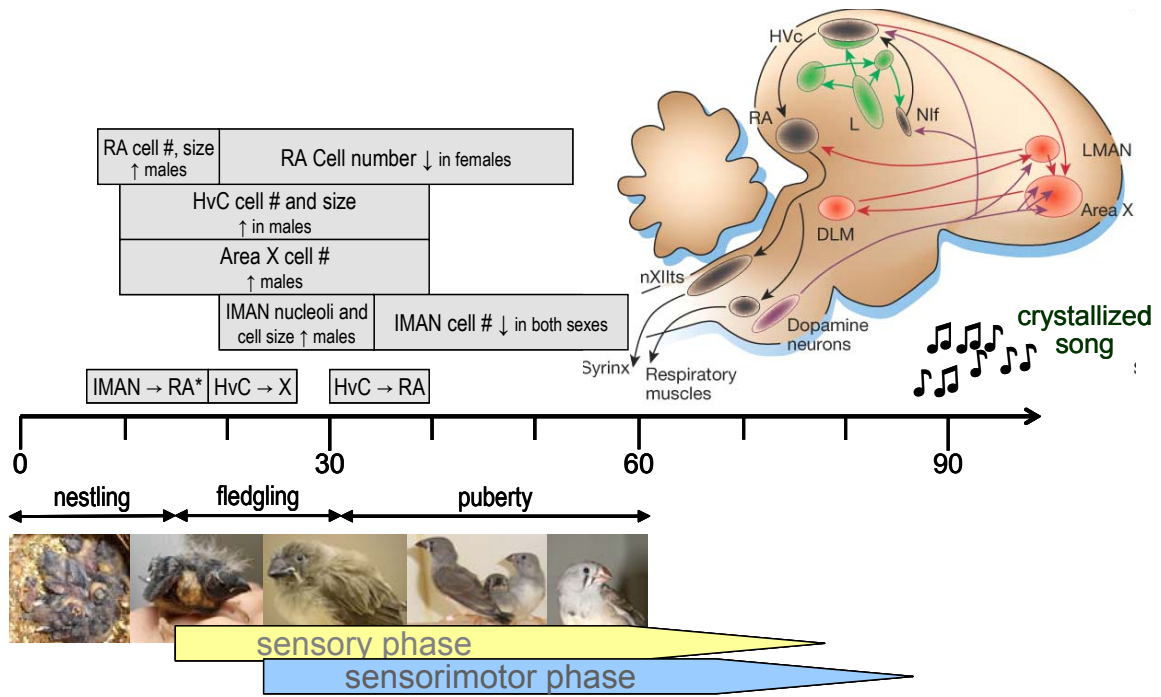 HVc
RA
L
NIf
LMAN
Area X
DLM
nXIIts
Dopamine
neurons
Syrinx
Respiratory
muscles
RA cell #, size
↑ males
RA Cell number ↓ in females
HvC cell # and size
↑ in males
Area X cell #
↑ males
lMAN nucleoli and
cell size ↑ males
lMAN cell # ↓ in both sexes
crystallized
song
lMAN → RA*
HvC → X
HvC → RA
0
30
60
90
nestling
fledgling
puberty
sensory phase
sensorimotor phase